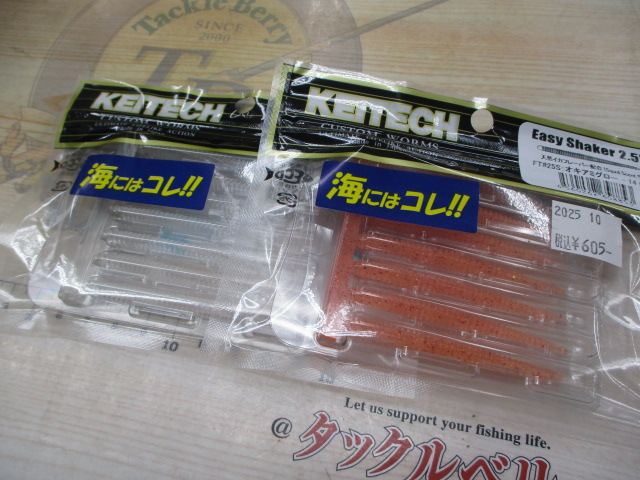 Tackle Berry
SINCE
2000
KEITECH
CUSTOM WORMS
海にはコレ!!
KEITECH
CUSTOM WORMS
海にはコレ!!
Easy Shaker 2.5
FT#25S オキアミグロー
2025 10
税込¥605-
10
Let us support your fishing life.
@ タックルベリ